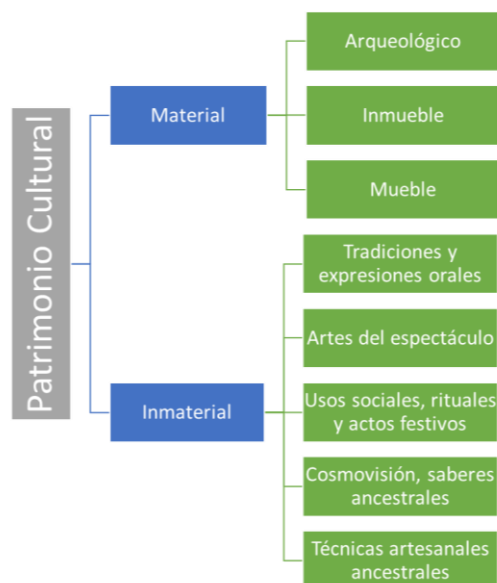 Patrimonio Cultural
Material
Arqueológico
Inmueble
Mueble
Inmaterial
Tradiciones y
expresiones orales
Artes del espectáculo
Usos sociales, rituales
y actos festivos
Cosmovisión, saberes
ancestrales
Técnicas artesanales
ancestrales